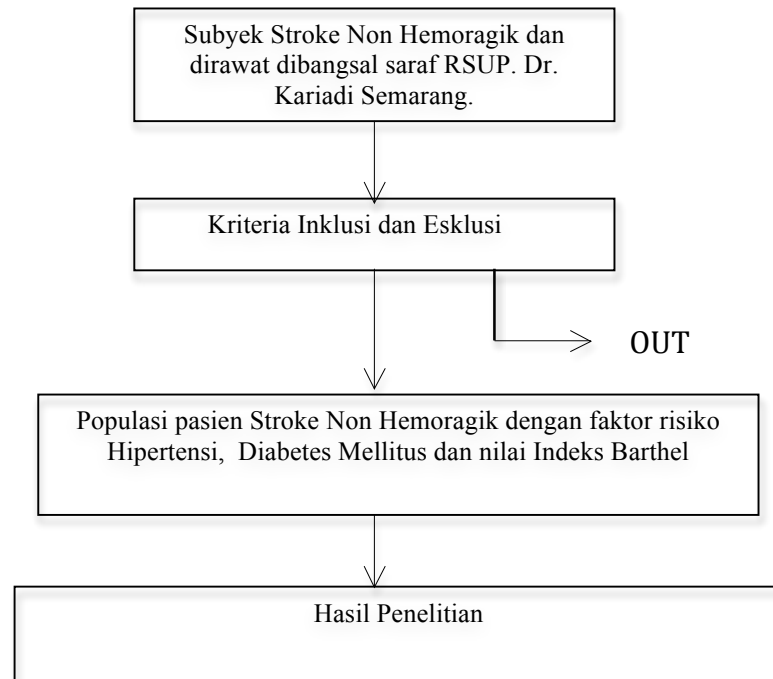 Subyek Stroke Non Hemoragik dan
dirawat dibangsal saraf RSUP. Dr.
Kariadi Semarang.
Kriteria Inklusi dan Esklusi
OUT
Populasi pasien Stroke Non Hemoragik dengan faktor risiko
Hipertensi, Diabetes Mellitus dan nilai Indeks Barthel
Hasil Penelitian